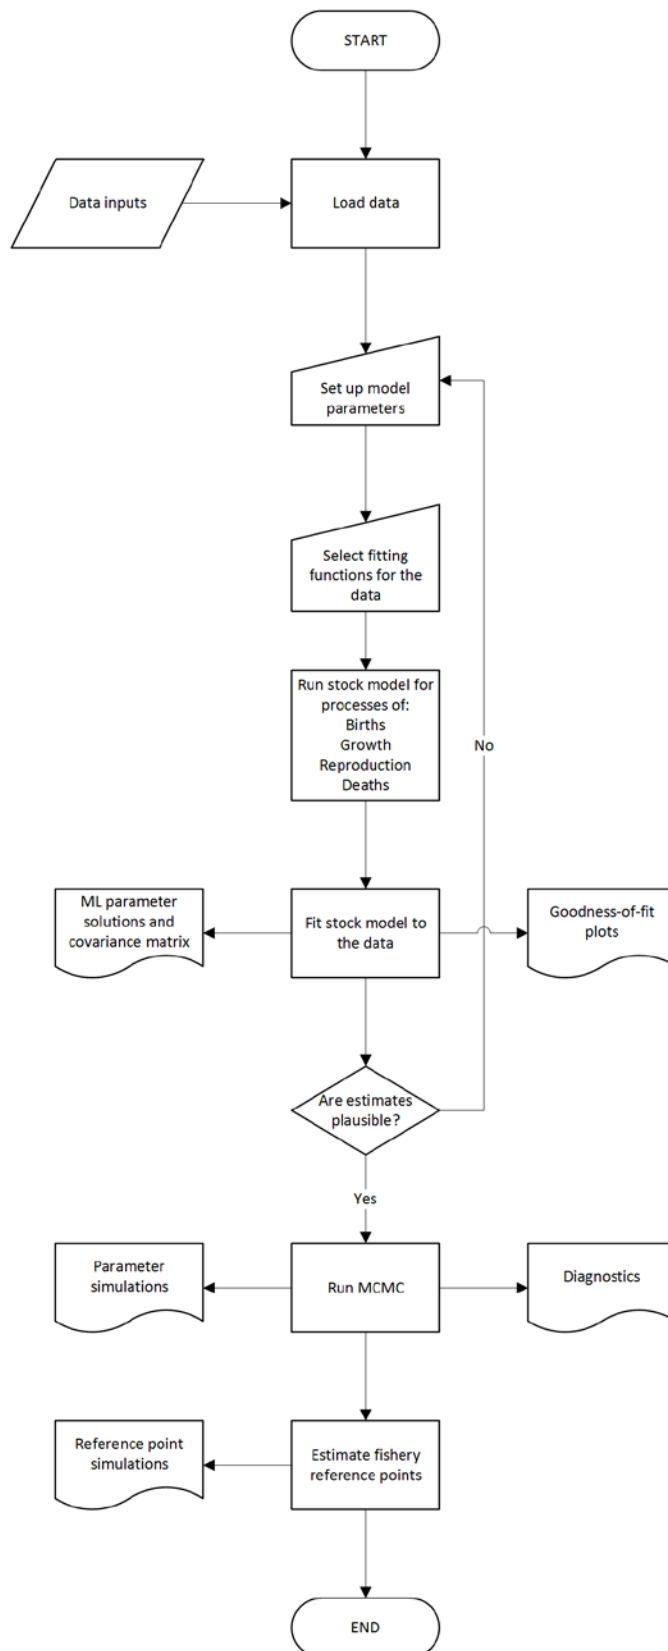 START
Data inputs
Load data
Set up model
parameters
Select fitting
functions for the
data
Run stock model for
processes of:
Births
Growth
Reproduction
Deaths
No
ML parameter
solutions and
covariance matrix
Fit stock model to
the data
Goodness-of-fit
plots
Are estimates
plausible?
Yes
Parameter
simulations
Run MCMC
Diagnostics
Reference point
simulations
Estimate fishery
reference points
END